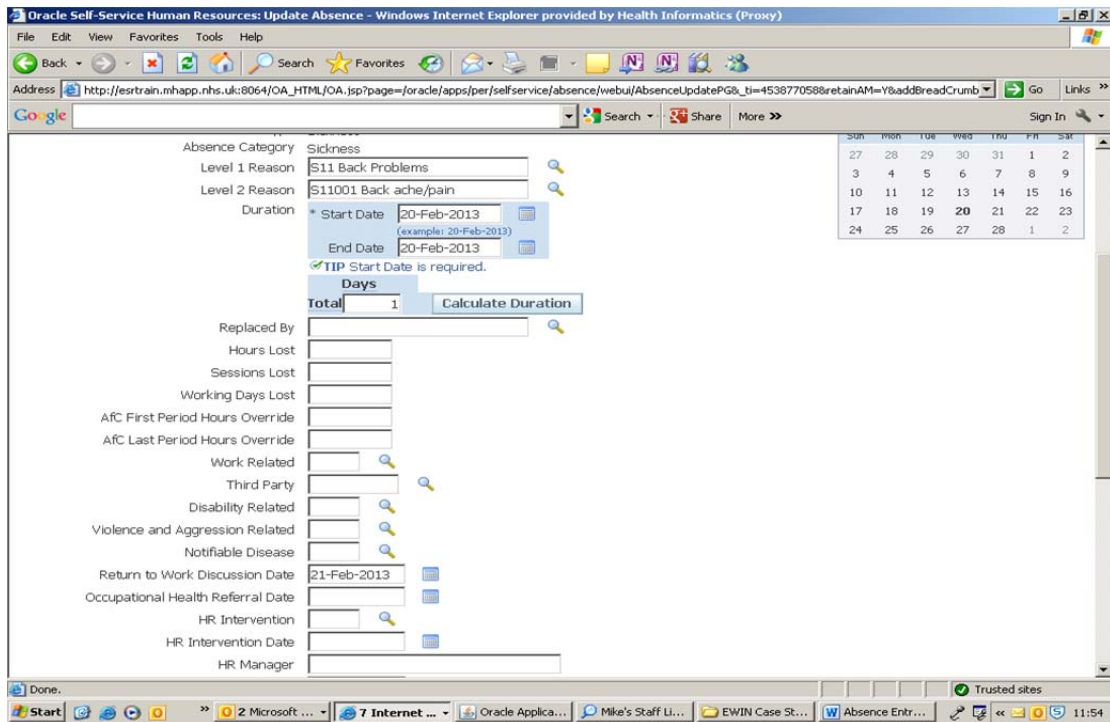 Oracle Self-Service Human Resources: Update Absence - Windows Internet Explorer provided by Health Informatics (Proxy)
File Edit View Favorites Tools Help
Back Search Favorites
Address http://esrtrain.mhapp.nhs.uk:8064/OA_HTML/OA.jsp?page=/oracle/apps/per/selfservice/absence/webui/AbsenceUpdatePG&_ti=453877058&retainAM=Y&addBreadCrumb Go Links »
Google Search Share More » Sign In
Sun Mon Tue Wed Thu Fri Sat
Absence Category Sickness
27 28 29 30 31 1 2
Level 1 Reason S11 Back Problems
3 4 5 6 7 8 9
Level 2 Reason S11001 Back ache/pain
10 11 12 13 14 15 16
Duration * Start Date 20-Feb-2013
17 18 19 20 21 22 23
(example: 20-Feb-2013)
24 25 26 27 28 1 2
End Date 20-Feb-2013
TIP Start Date is required.
Days
Total 1 Calculate Duration
Replaced By
Hours Lost
Sessions Lost
Working Days Lost
AfC First Period Hours Override
AfC Last Period Hours Override
Work Related
Third Party
Disability Related
Violence and Aggression Related
Notifiable Disease
Return to Work Discussion Date 21-Feb-2013
Occupational Health Referral Date
HR Intervention
HR Intervention Date
HR Manager
Done. Trusted sites
Start » 2 Microsoft ... 7 Internet ... Oracle Applica... Mike's Staff Li... EWIN Case St... Absence Entr... « 11:54